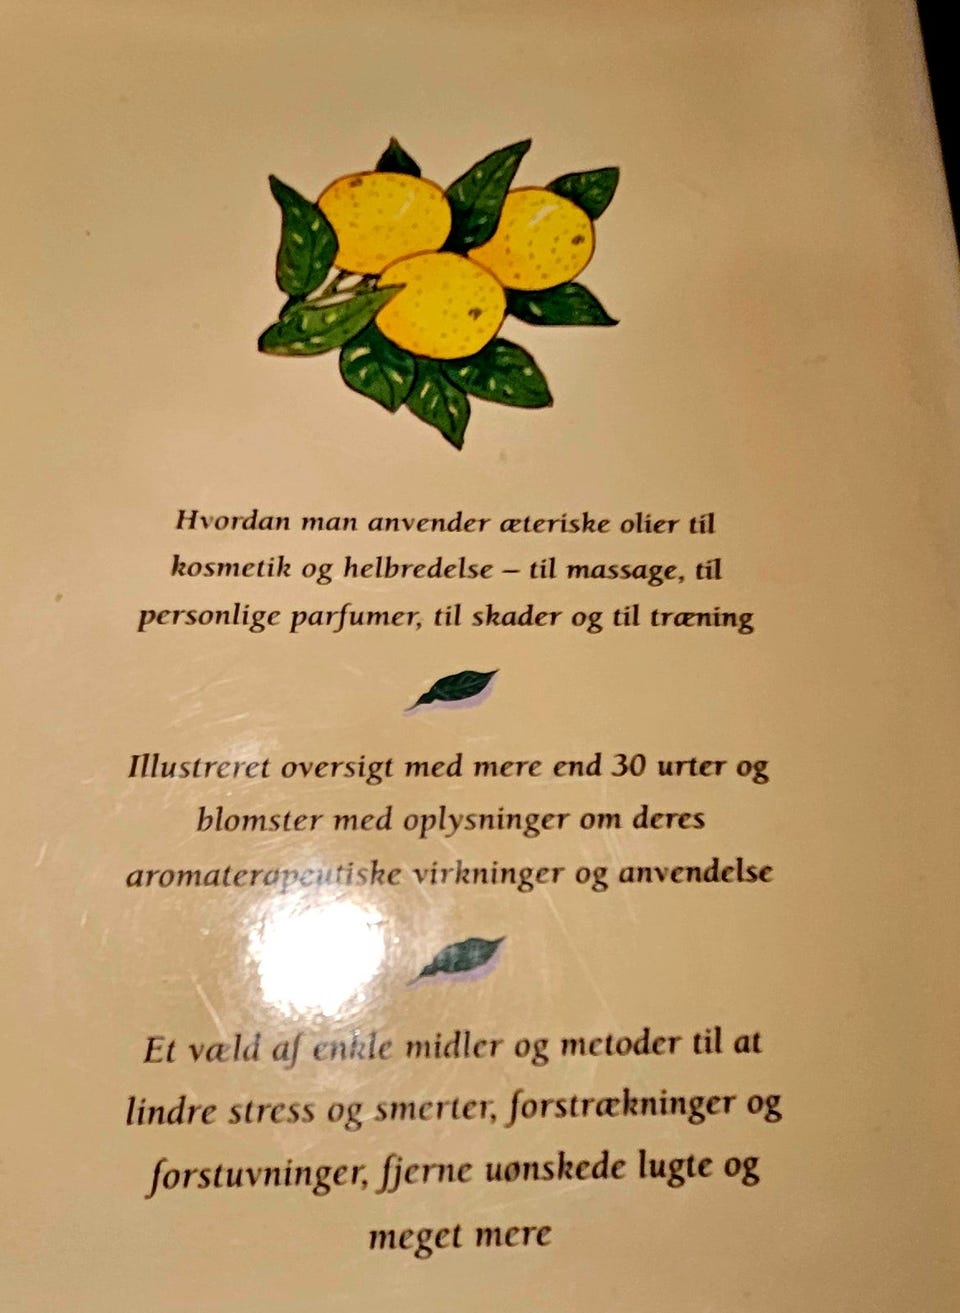 Hvordan man anvender æteriske olier til
kosmetik og helbredelse – til massage, til
personlige parfumer, til skader og til træning
Illustreret oversigt med mere end 30 urter og
blomster med oplysninger om deres
aromaterapeutiske virkninger og anvendelse
Et væld af enkle midler og metoder til at
lindre stress og smerter, forstrækninger og
forstuvninger, fjerne uønskede lugte og
meget mere